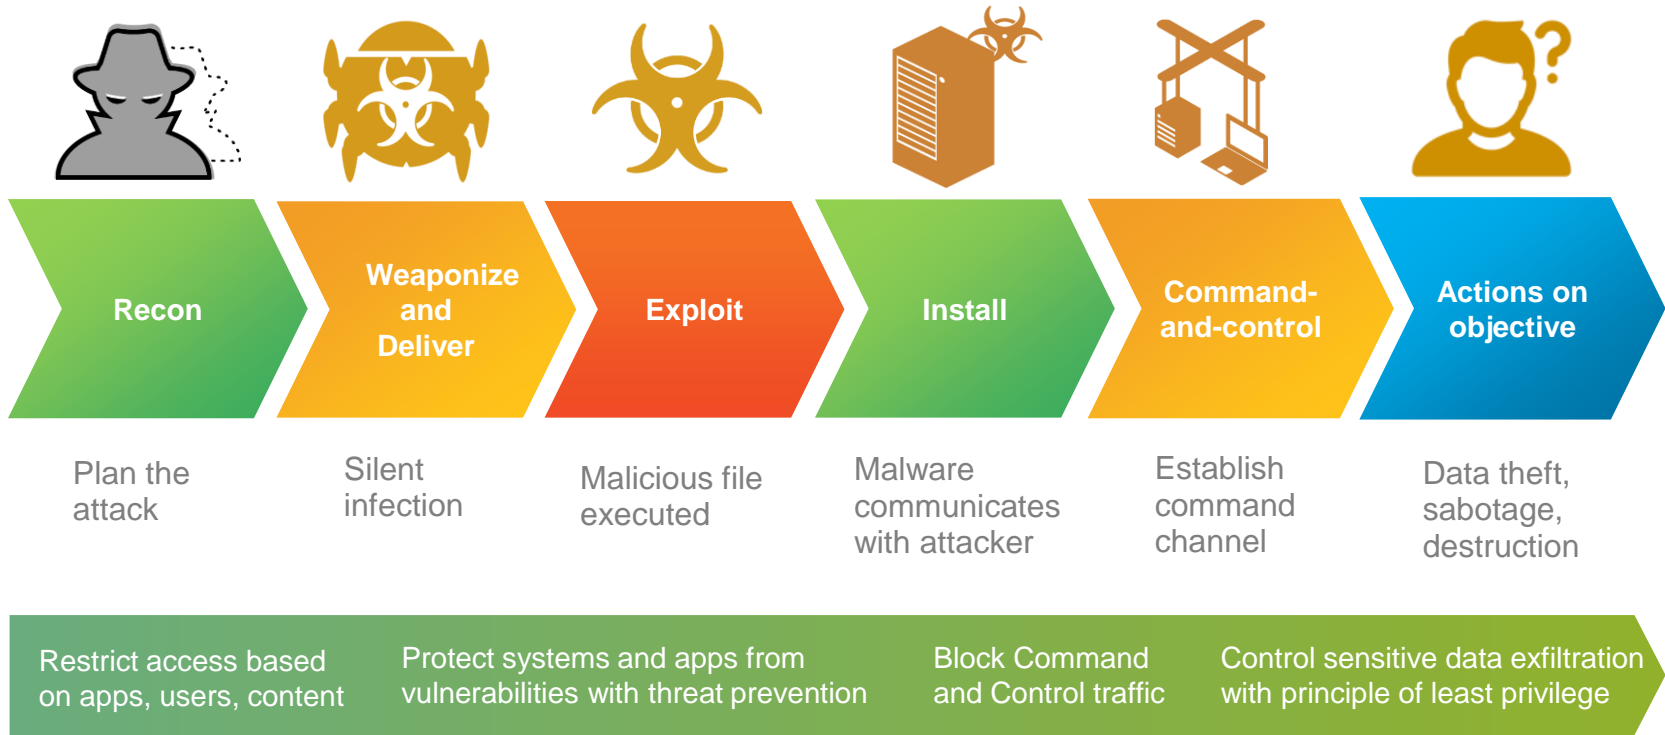 Recon
Weaponize
and
Deliver
Exploit
Install
Command-
and-control
Actions on
objective
Plan the
attack
Silent
infection
Malicious file
executed
Malware
communicates
with attacker
Establish
command
channel
Data theft,
sabotage,
destruction
Restrict access based
on apps, users, content
Protect systems and apps from
vulnerabilities with threat prevention
Block Command
and Control traffic
Control sensitive data exfiltration
with principle of least privilege